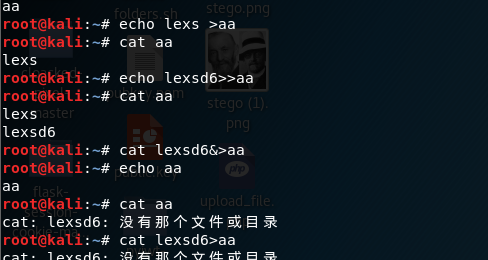 aa
root@kali:~# echo lexs >aa
root@kali:~# cat aa
lexs
root@kali:~# echo lexsd6>>aa
root@kali:~# cat aa
lexs
lexsd6
root@kali:~# cat lexsd6&>aa
root@kali:~# echo aa
aa
root@kali:~# cat aa
cat: lexsd6: 没有那个文件或目录
root@kali:~# cat lexsd6>aa
cat: lexsd6: 没有那个文件或目录
folders.sh
stego.png
stego (1).
png
publickey
upload_file.
flask-
session-